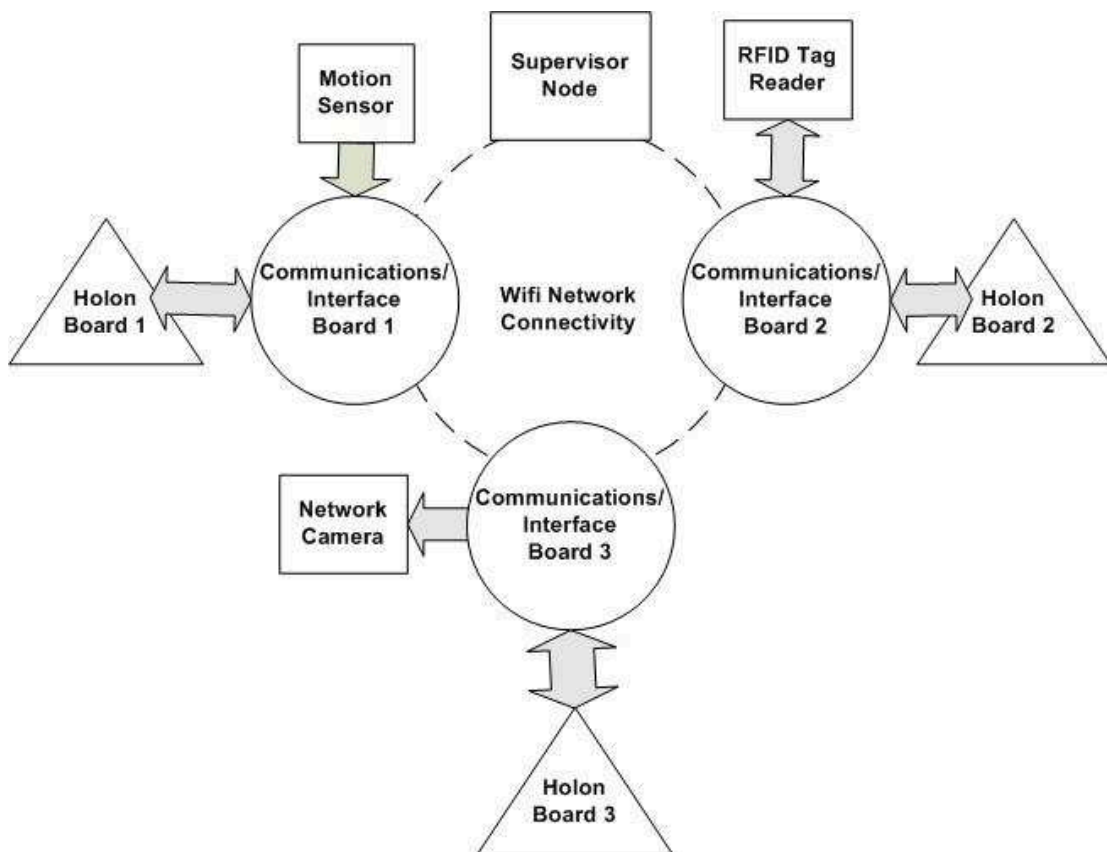 Motion
Sensor
Supervisor
Node
RFID Tag
Reader
Holon
Board 1
Communications/
Interface
Board 1
Wifi Network
Connectivity
Communications/
Interface
Board 2
Holon
Board 2
Network
Camera
Communications/
Interface
Board 3
Holon
Board 3